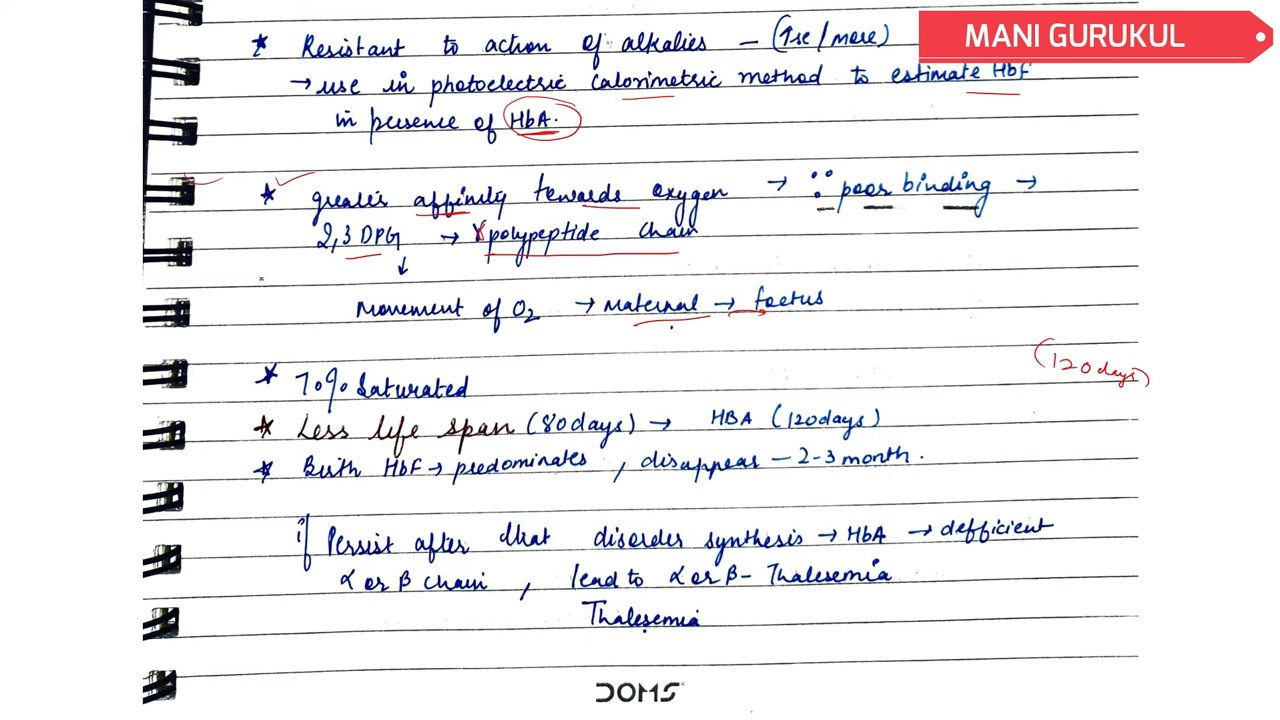 MANI GURUKUL
* Resistant to action of alkalies - (↑se/more)
→ use in photoelectric calorimetric method to estimate HbF
in presence of HbA.
* greater affinity towards oxygen → ∵ poor binding →
2,3 DPG → γ polypeptide chain
↓
Movement of O2 → maternal → foetus
(120 days)
* 70% Saturated
* Less life span (80 days) → HBA (120 days)
* Birth HbF → predominates, disappear - 2-3 month.
if Persist after that disorder synthesis → HbA → defficient
α or β chain, lead to α or β - Thalesemia
Thalesemia
DOMS